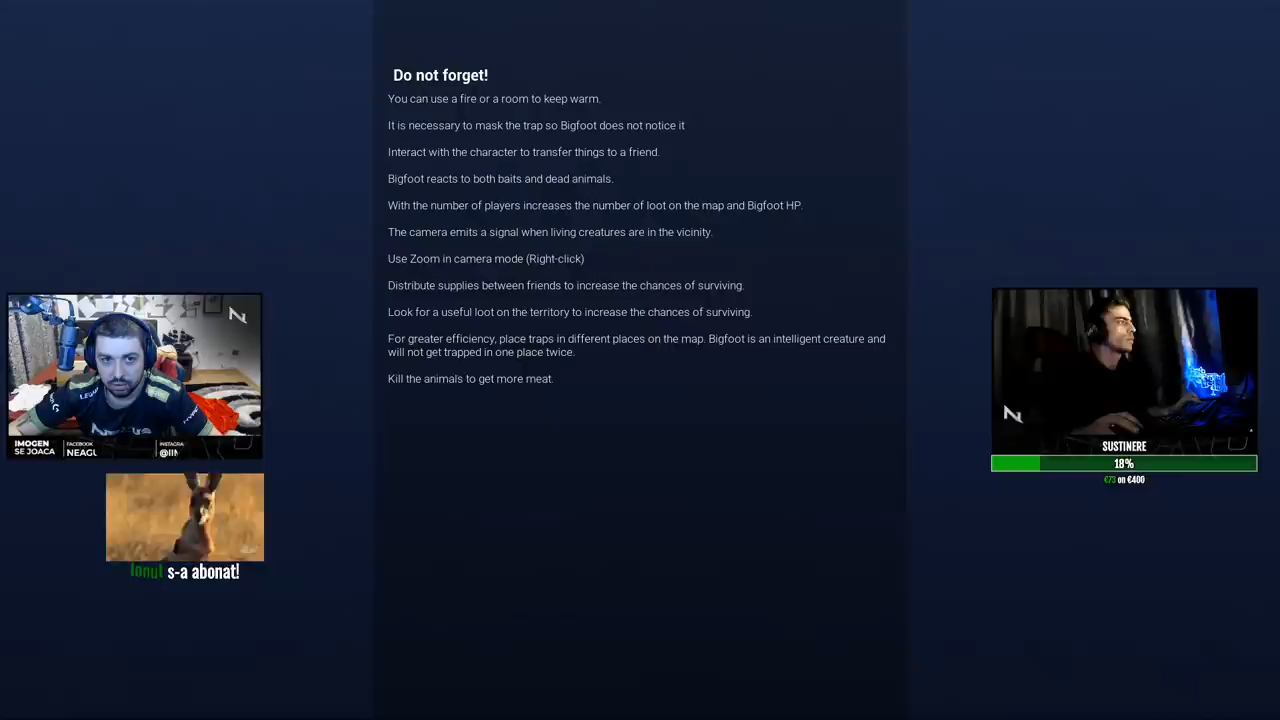 Do not forget!
You can use a fire or a room to keep warm.
It is necessary to mask the trap so Bigfoot does not notice it
Interact with the character to transfer things to a friend.
Bigfoot reacts to both baits and dead animals.
With the number of players increases the number of loot on the map and Bigfoot HP.
The camera emits a signal when living creatures are in the vicinity.
Use Zoom in camera mode (Right-click)
Distribute supplies between friends to increase the chances of surviving.
Look for a useful loot on the territory to increase the chances of surviving.
For greater efficiency, place traps in different places on the map. Bigfoot is an intelligent creature and
will not get trapped in one place twice.
Kill the animals to get more meat.
IMOGEN
SE JOACA
FACEBOOK
NEAGU
INSTAGRA
Ionut s-a abonat!
SUSTINERE
18%
€73 on €400